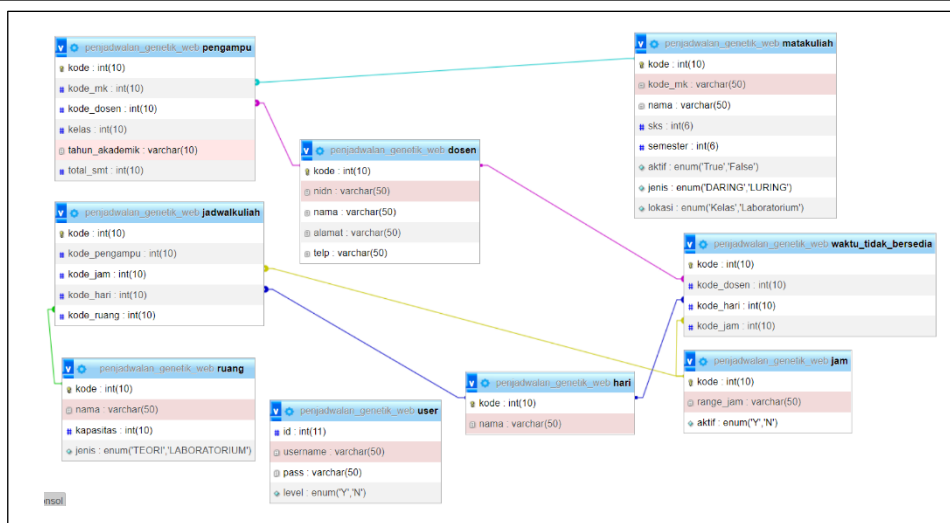 penjadwalan_genetik_web pengampu
kode : int(10)
kode_mk : int(10)
kode_dosen : int(10)
kelas : int(10)
tahun_akademik : varchar(10)
total_smt : int(10)
penjadwalan_genetik_web matakuliah
kode : int(10)
kode_mk : varchar(50)
nama : varchar(50)
sks : int(6)
semester : int(6)
aktif : enum('True','False')
jenis : enum('DARING','LURING')
lokasi : enum('Kelas','Laboratorium')
penjadwalan_genetik_web dosen
kode : int(10)
nidn : varchar(50)
nama : varchar(50)
alamat : varchar(50)
telp : varchar(50)
penjadwalan_genetik_web jadwalkuliah
kode : int(10)
kode_pengampu : int(10)
kode_jam : int(10)
kode_hari : int(10)
kode_ruang : int(10)
penjadwalan_genetik_web waktu_tidak_bersedia
kode : int(10)
kode_dosen : int(10)
kode_hari : int(10)
kode_jam : int(10)
penjadwalan_genetik_web ruang
kode : int(10)
nama : varchar(50)
kapasitas : int(10)
jenis : enum('TEORI','LABORATORIUM')
penjadwalan_genetik_web user
id : int(11)
username : varchar(50)
pass : varchar(50)
level : enum('Y','N')
penjadwalan_genetik_web hari
kode : int(10)
nama : varchar(50)
penjadwalan_genetik_web jam
kode : int(10)
range_jam : varchar(50)
aktif : enum('Y','N')
nsol